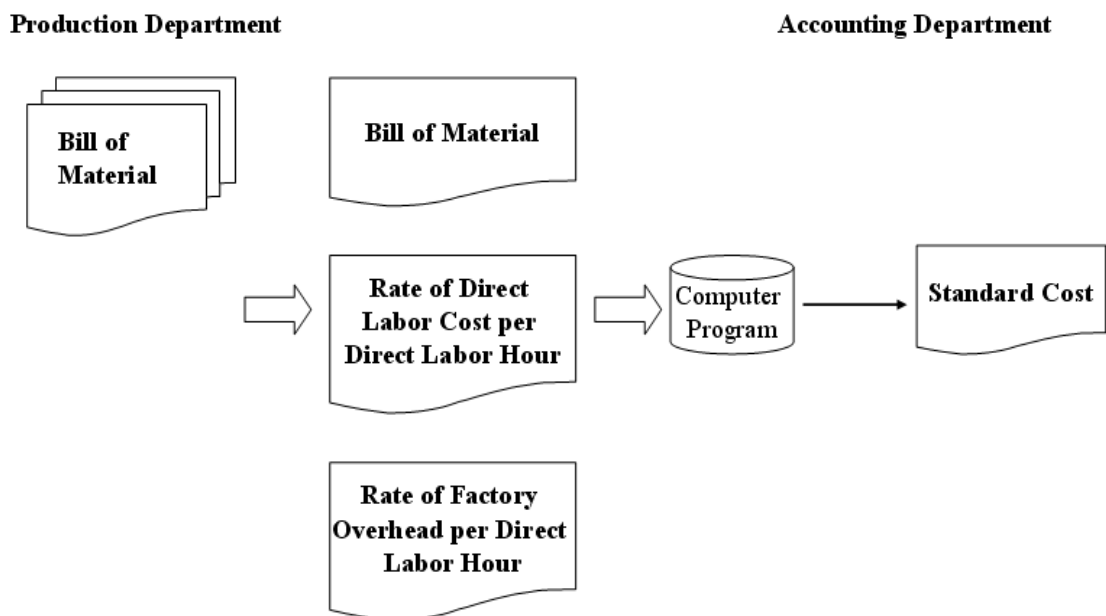 Production Department
Accounting Department
Bill of
Material
Bill of Material
Rate of Direct
Labor Cost per
Direct Labor Hour
Computer
Program
Standard Cost
Rate of Factory
Overhead per Direct
Labor Hour